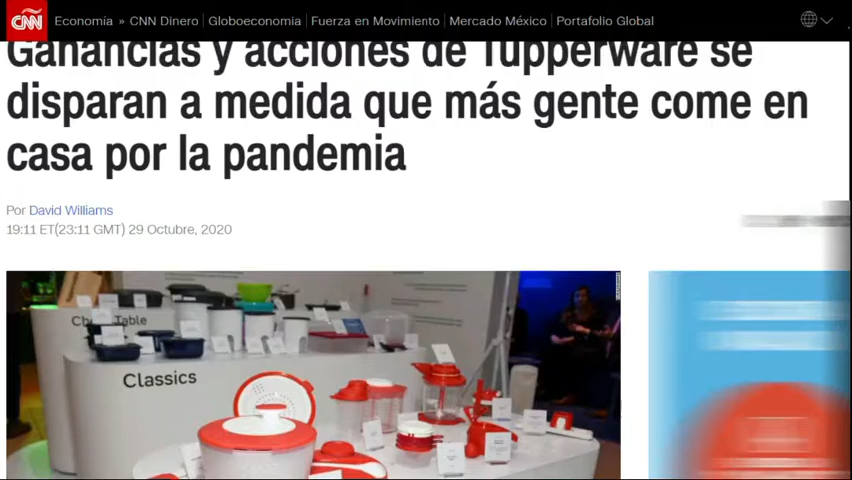 CNN
Economía » CNN Dinero | Globoeconomia | Fuerza en Movimiento | Mercado México | Portafolio Global
Ganancias y acciones de Tupperware se
disparan a medida que más gente come en
casa por la pandemia
Por David Williams
19:11 ET(23:11 GMT) 29 Octubre, 2020
Table
Classics